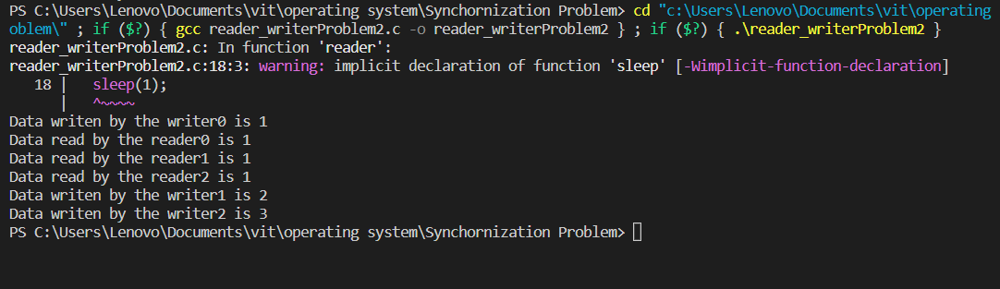 PS C:\Users\Lenovo\Documents\vit\operating system\Synchornization Problem> cd "c:\Users\Lenovo\Documents\vit\operating
oblem\" ; if ($?) { gcc reader_writerProblem2.c -o reader_writerProblem2 } ; if ($?) { .\reader_writerProblem2 }
reader_writerProblem2.c: In function 'reader':
reader_writerProblem2.c:18:3: warning: implicit declaration of function 'sleep' [-Wimplicit-function-declaration]
   18 |   sleep(1);
      |   ^~~~~
Data writen by the writer0 is 1
Data read by the reader0 is 1
Data read by the reader1 is 1
Data read by the reader2 is 1
Data writen by the writer1 is 2
Data writen by the writer2 is 3
PS C:\Users\Lenovo\Documents\vit\operating system\Synchornization Problem>